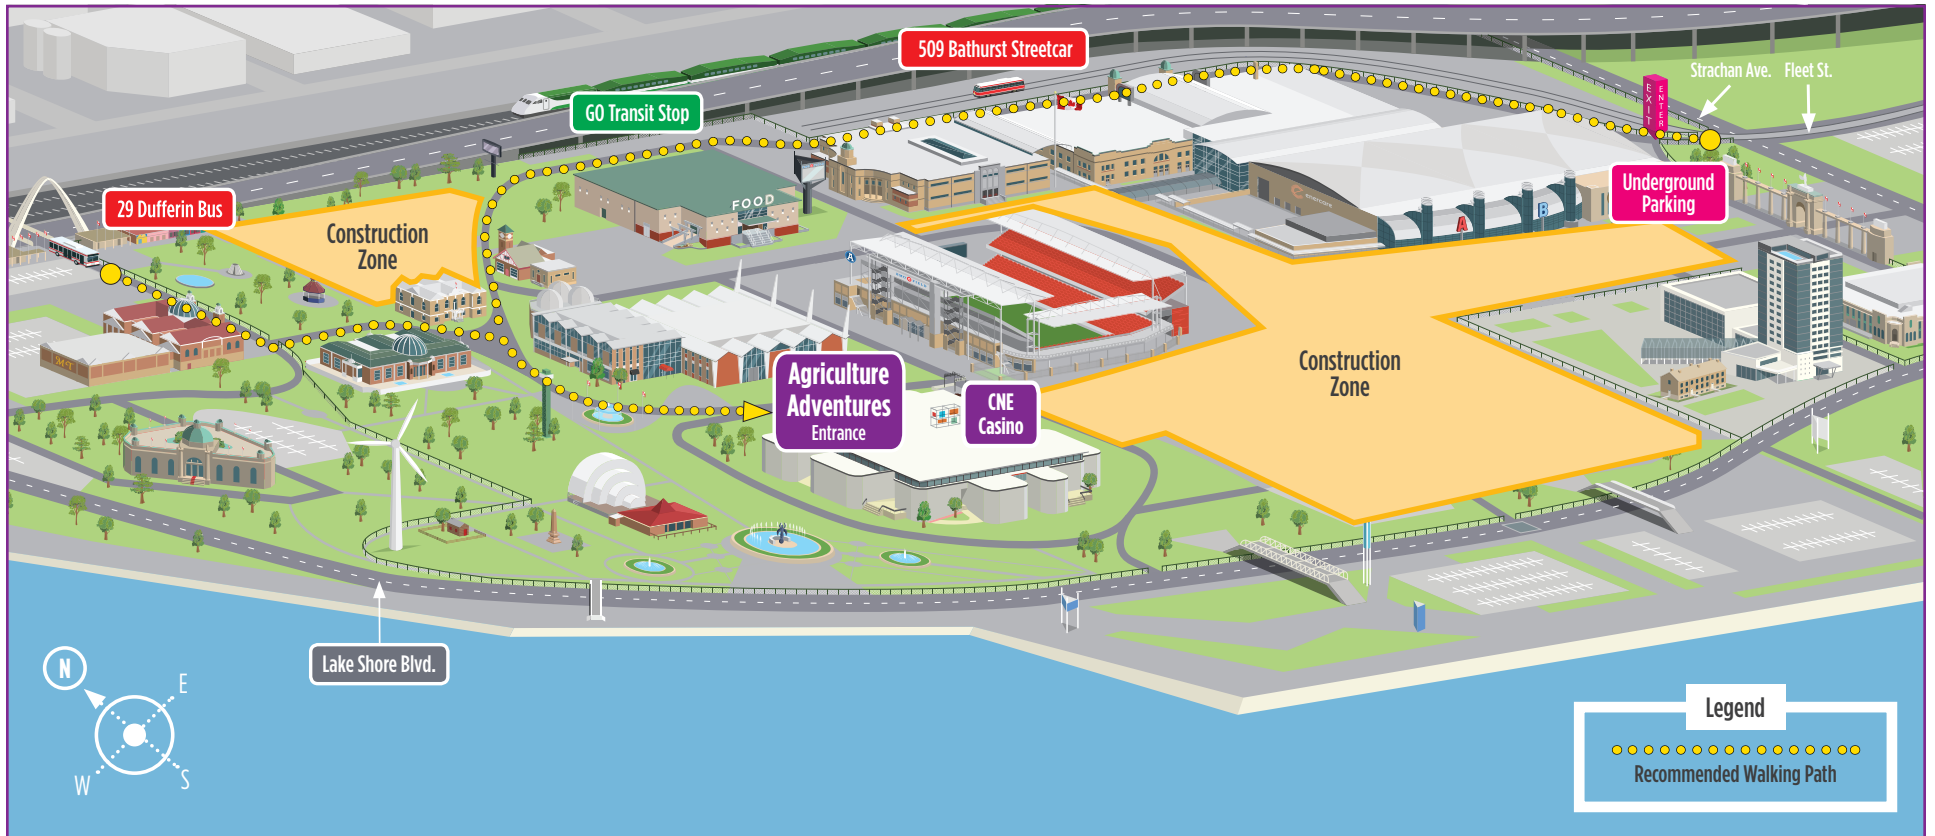 509 Bathurst Streetcar
Strachan Ave.
Fleet St.
EXIT
ENTER
GO Transit Stop
29 Dufferin Bus
Construction
Zone
FOOD
Underground
Parking
A
B
A
Agriculture
Adventures
Entrance
CNE
Casino
Construction
Zone
Lake Shore Blvd.
N
E
W
S
Legend
Recommended Walking Path